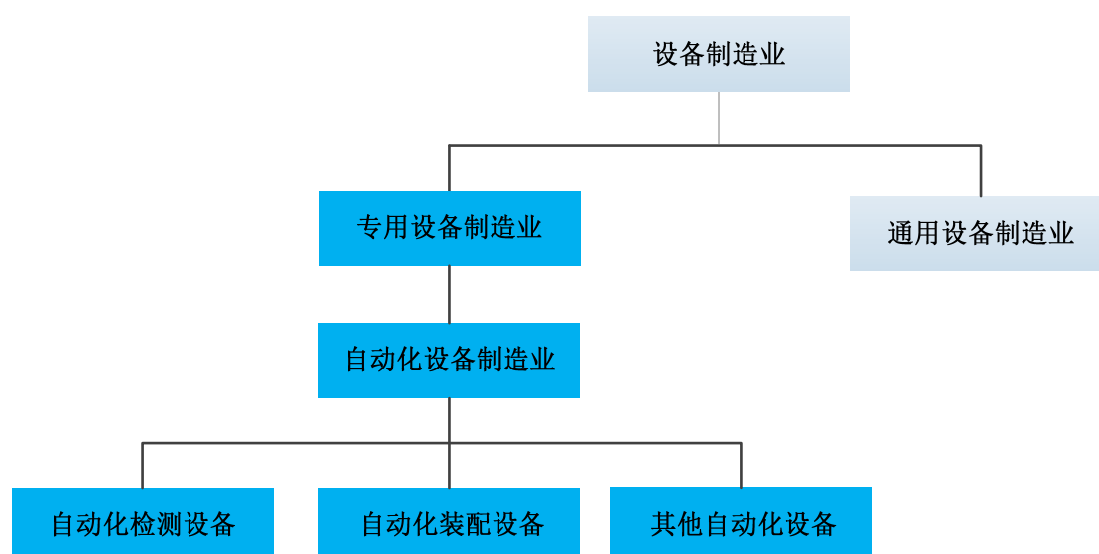 设备制造业
专用设备制造业
通用设备制造业
自动化设备制造业
自动化检测设备
自动化装配设备
其他自动化设备